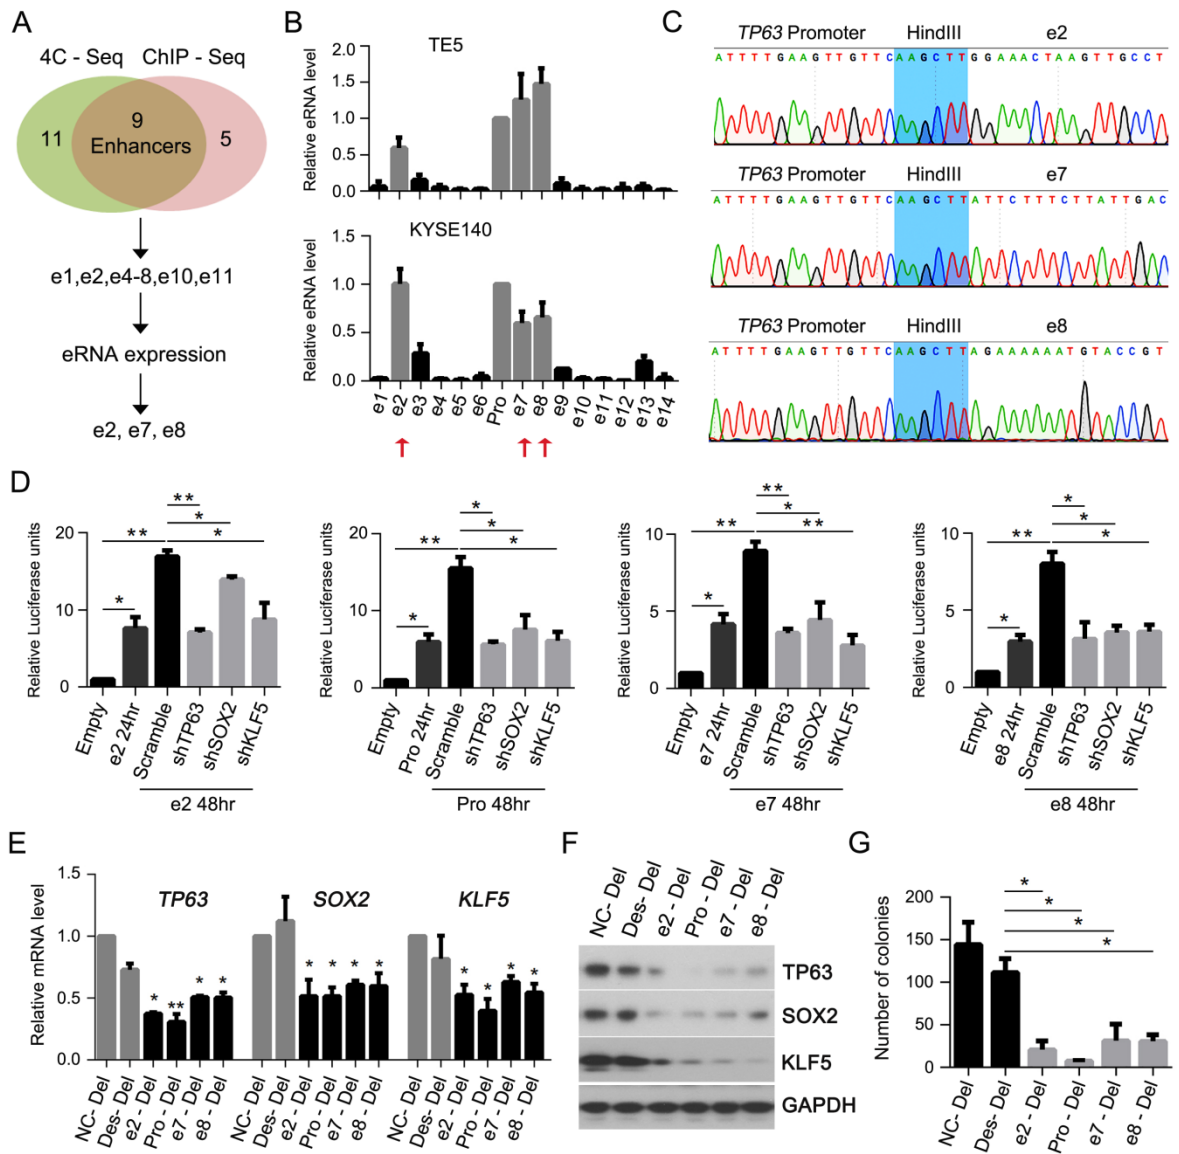 A
4C - Seq
ChIP - Seq
11
9
Enhancers
5
e1,e2,e4-8,e10,e11
eRNA expression
e2, e7, e8
B
TE5
Relative eRNA level
2.0
1.5
1.0
0.5
0.0
KYSE140
Relative eRNA level
1.5
1.0
0.5
0.0
e1 e2 e3 e4 e5 e6 Pro e7 e8 e9 e10 e11 e12 e13 e14
C
TP63 Promoter HindIII e2
ATTTTGAAGTTGTTCAAGCTTGGAAACTAAGTTGCCT
TP63 Promoter HindIII e7
ATTTTGAAGTTGTTCAAGCTTATTCTTTCTTATTGAC
TP63 Promoter HindIII e8
ATTTTGAAGTTGTTCAAGCTTAGAAAAAATGTACCGT
D
Relative Luciferase units
20
10
0
** * ** * *
Empty
e2 24hr
Scramble
shTP63
shSOX2
shKLF5
e2 48hr
Relative Luciferase units
20
10
0
* * ** * *
Empty
Pro 24hr
Scramble
shTP63
shSOX2
shKLF5
Pro 48hr
Relative Luciferase units
10
5
0
** * ** ** *
Empty
e7 24hr
Scramble
shTP63
shSOX2
shKLF5
e7 48hr
Relative Luciferase units
10
5
0
* * ** * *
Empty
e8 24hr
Scramble
shTP63
shSOX2
shKLF5
e8 48hr
E
Relative mRNA level
1.5
1.0
0.5
0.0
TP63 SOX2 KLF5
* ** * * * * * * * * * *
NC- Del
Des- Del
e2 - Del
Pro - Del
e7 - Del
e8 - Del
NC- Del
Des- Del
e2 - Del
Pro - Del
e7 - Del
e8 - Del
NC- Del
Des- Del
e2 - Del
Pro - Del
e7 - Del
e8 - Del
F
NC- Del
Des- Del
e2 - Del
Pro - Del
e7 - Del
e8 - Del
TP63
SOX2
KLF5
GAPDH
G
Number of colonies
200
150
100
50
0
* * * *
NC- Del
Des- Del
e2 - Del
Pro - Del
e7 - Del
e8 - Del